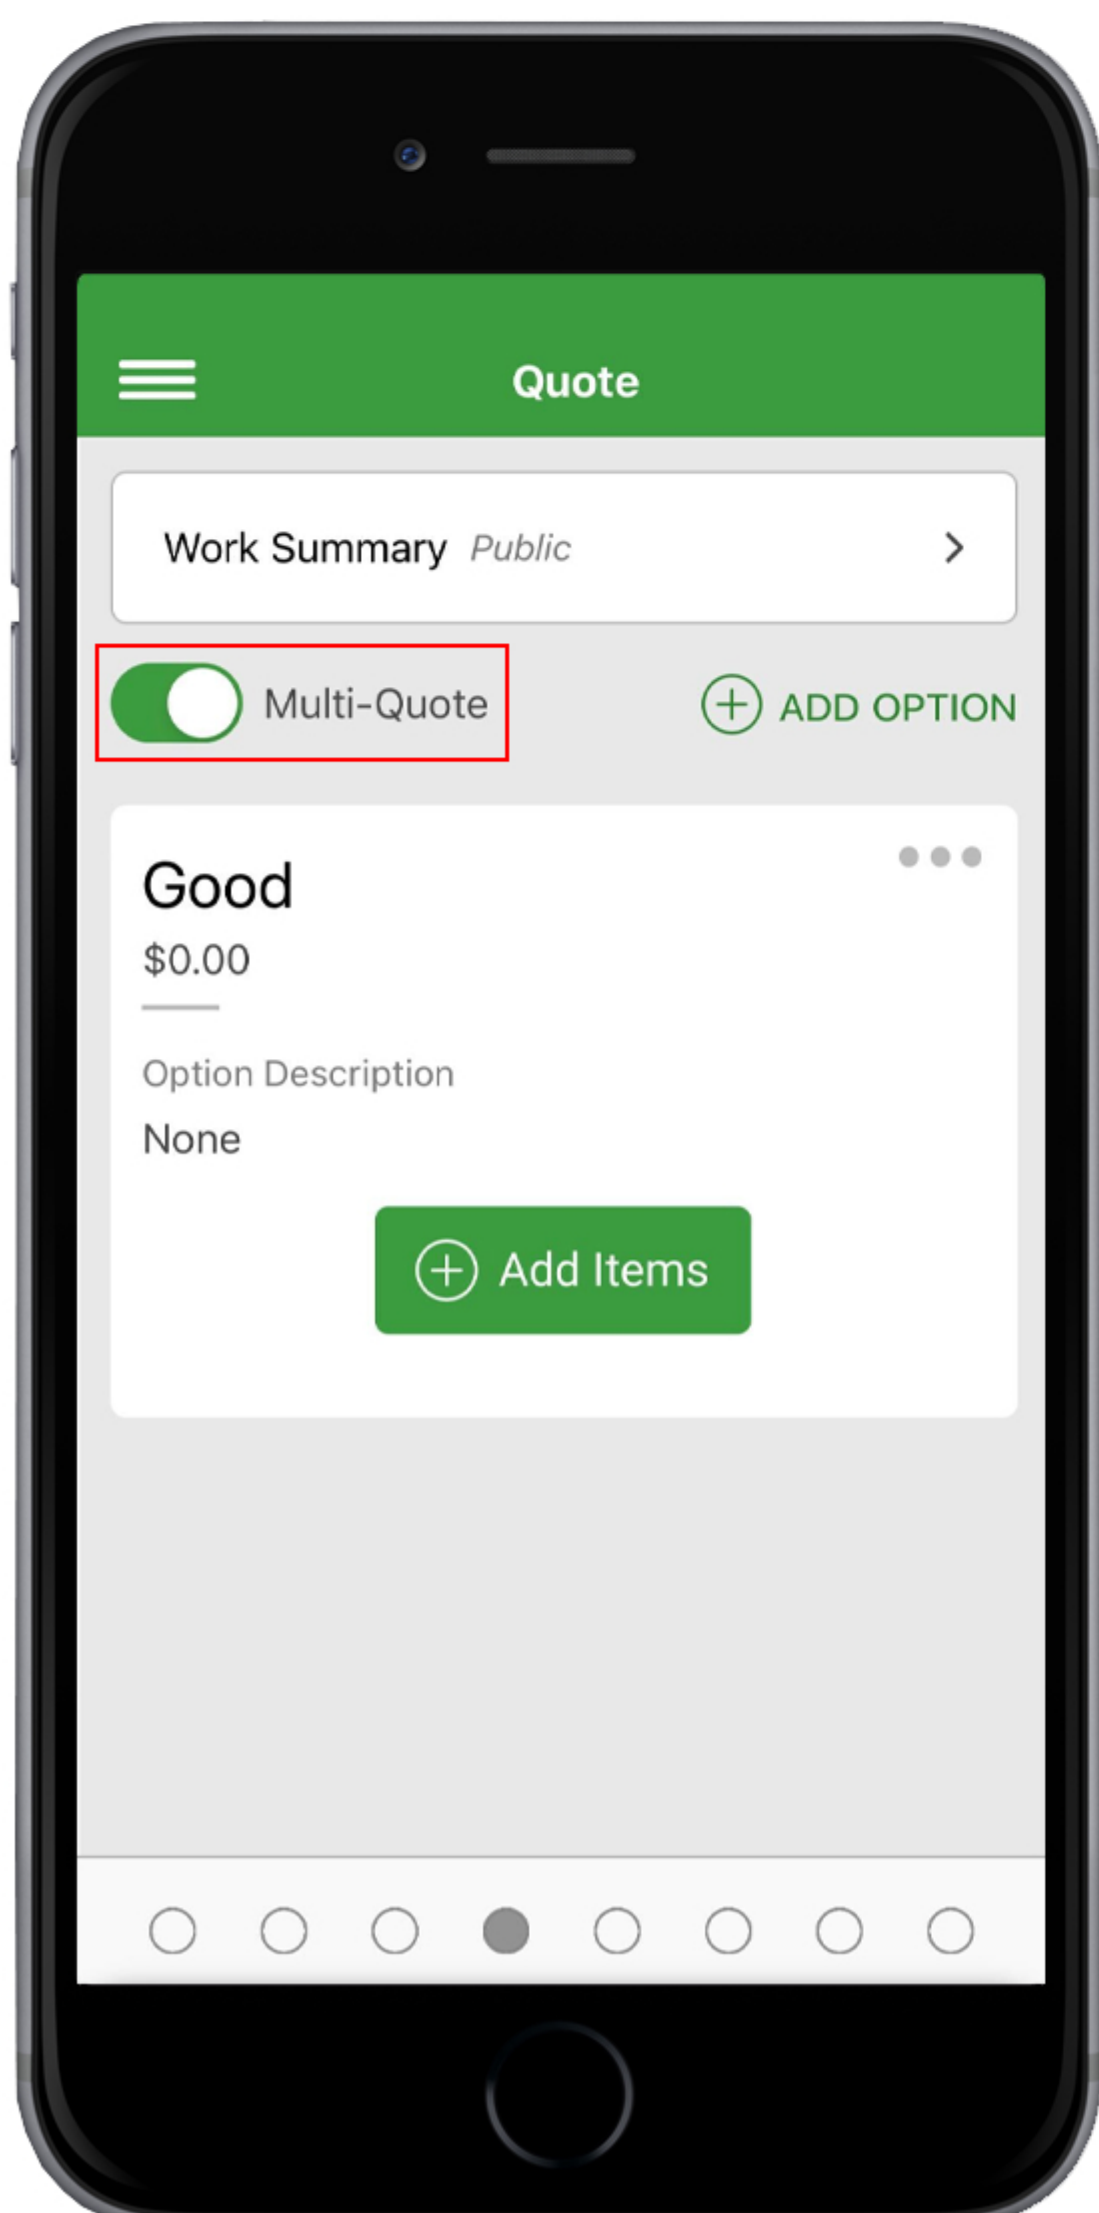 Quote
Work Summary Public
Multi-Quote
ADD OPTION
Good
$0.00
Option Description
None
Add Items